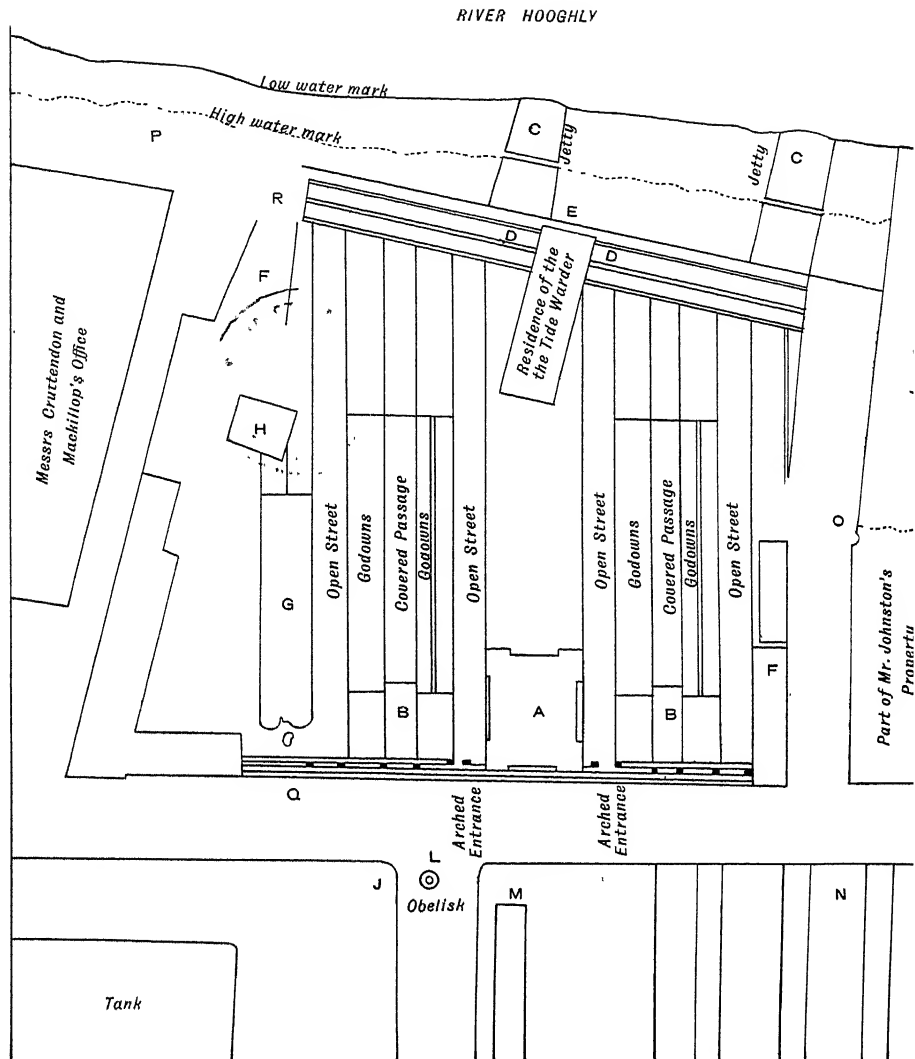 RIVER HOOGHLY
Low water mark
High water mark
P
C
Jetty
C
Jetty
R
E
D
D
F
Residence of the
the Tide Warder
Messrs Cruttendon and
Mackillop's Office
H
Open Street
Godowns
Covered Passage
Godowns
Open Street
Open Street
Godowns
Covered Passage
Godowns
Open Street
O
G
F
Part of Mr. Johnston's
Property
B
A
B
Q
Arched
Entrance
Arched
Entrance
L
J
Obelisk
M
N
Tank